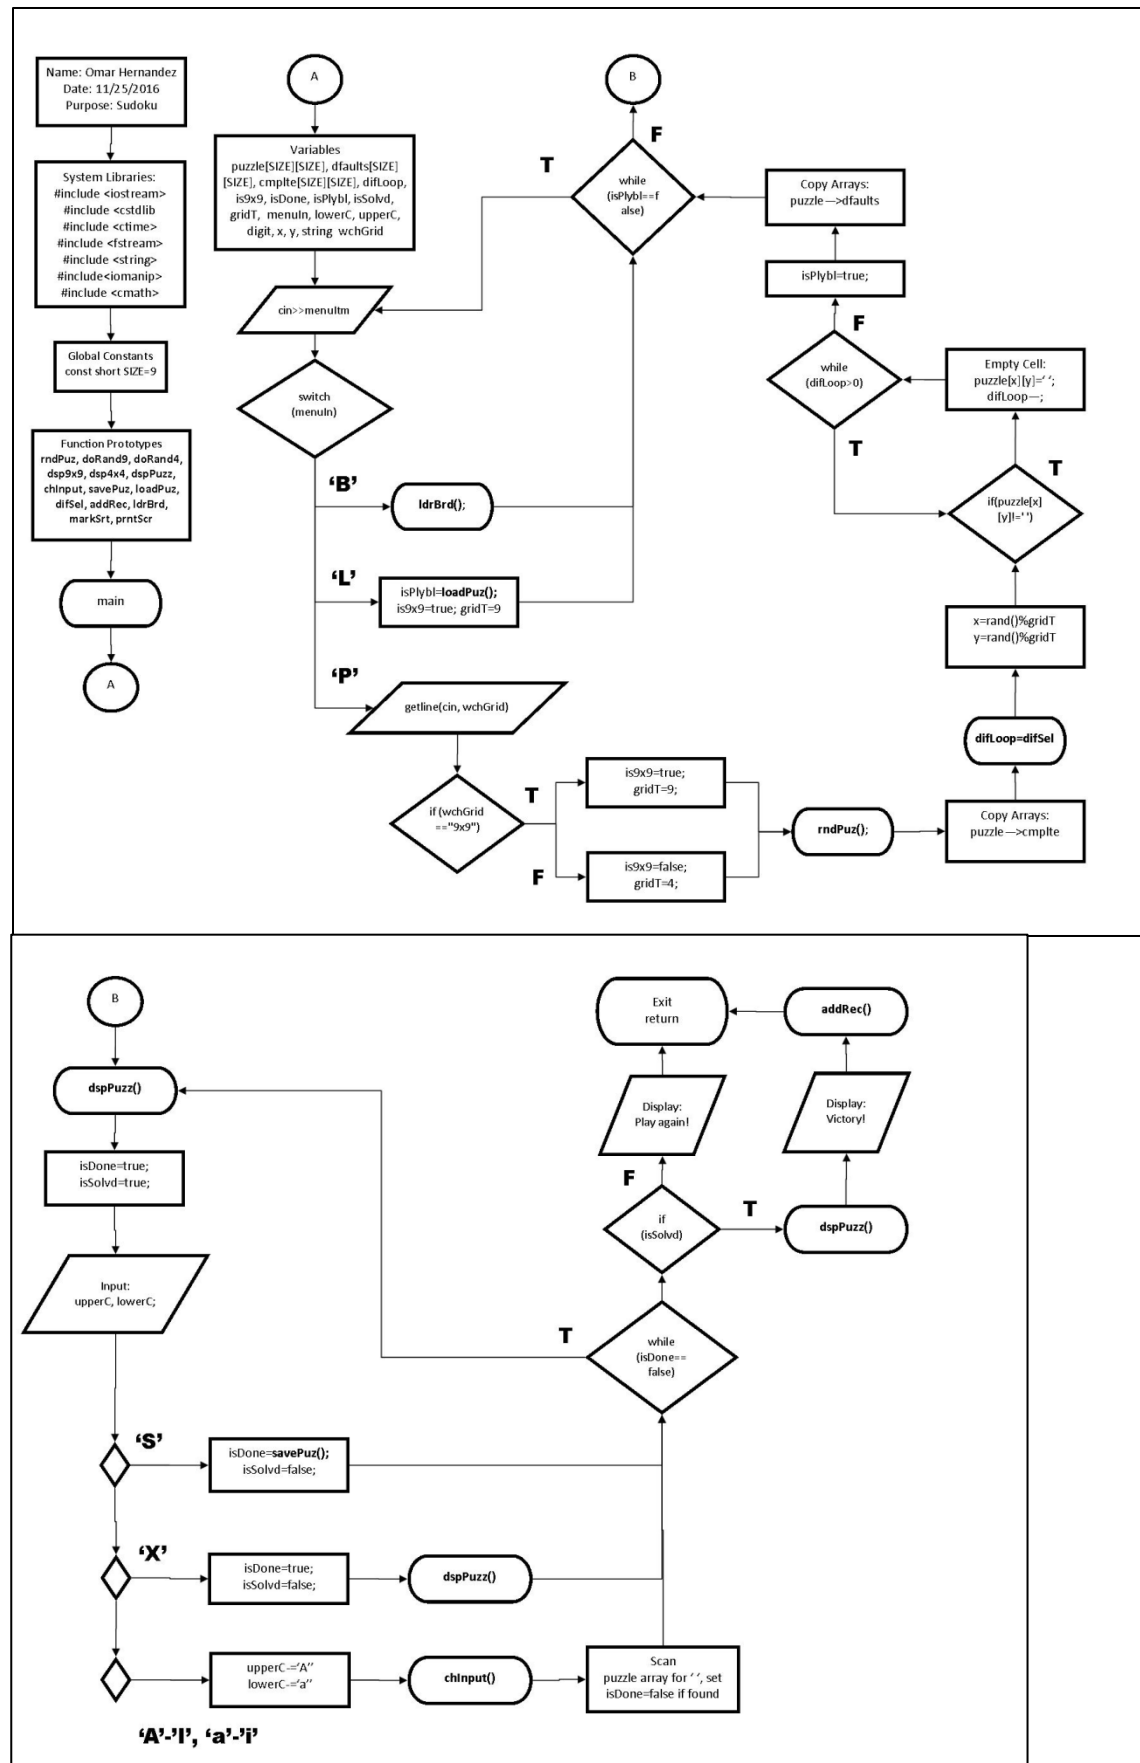 Name: Omar Hernandez
Date: 11/25/2016
Purpose: Sudoku
System Libraries:
#include <iostream>
#include <cstdlib
#include <ctime>
#include <fstream>
#include <string>
#include<iomanip>
#include <cmath>
Global Constants
const short SIZE=9
Function Prototypes
rndPuz, doRand9, doRand4,
dsp9x9, dsp4x4, dspPuzz,
chInput, savePuz, loadPuz,
difSel, addRec, ldrBrd,
markSrt, prntScr
main
A
A
Variables
puzzle[SIZE][SIZE], dfaults[SIZE]
[SIZE], cmplte[SIZE][SIZE], difLoop,
is9x9, isDone, isPlybl, isSolvd,
gridT, menuIn, lowerC, upperC,
digit, x, y, string wchGrid
cin>>menuItm
switch
(menuIn)
‘B’
ldrBrd();
‘L’
isPlybl=loadPuz();
is9x9=true; gridT=9
‘P’
getline(cin, wchGrid)
if (wchGrid
=="9x9")
T
F
is9x9=true;
gridT=9;
is9x9=false;
gridT=4;
rndPuz();
Copy Arrays:
puzzle—>cmplte
difLoop=difSel
x=rand()%gridT
y=rand()%gridT
if(puzzle[x]
[y]!=' ')
T
Empty Cell:
puzzle[x][y]=‘ ‘;
difLoop—;
while
(difLoop>0)
T
F
isPlybl=true;
Copy Arrays:
puzzle—>dfaults
while
(isPlybl==f
alse)
T
F
B
B
dspPuzz()
isDone=true;
isSolvd=true;
Input:
upperC, lowerC;
‘S’
isDone=savePuz();
isSolvd=false;
‘X’
isDone=true;
isSolvd=false;
dspPuzz()
‘A’-’I’, ‘a’-’i’
upperC-=‘A’’
lowerC-=‘a’’
chInput()
Scan
puzzle array for ‘ ‘, set
isDone=false if found
while
(isDone==
false)
T
if
(isSolvd)
F
T
Display:
Play again!
Exit
return
dspPuzz()
Display:
Victory!
addRec()